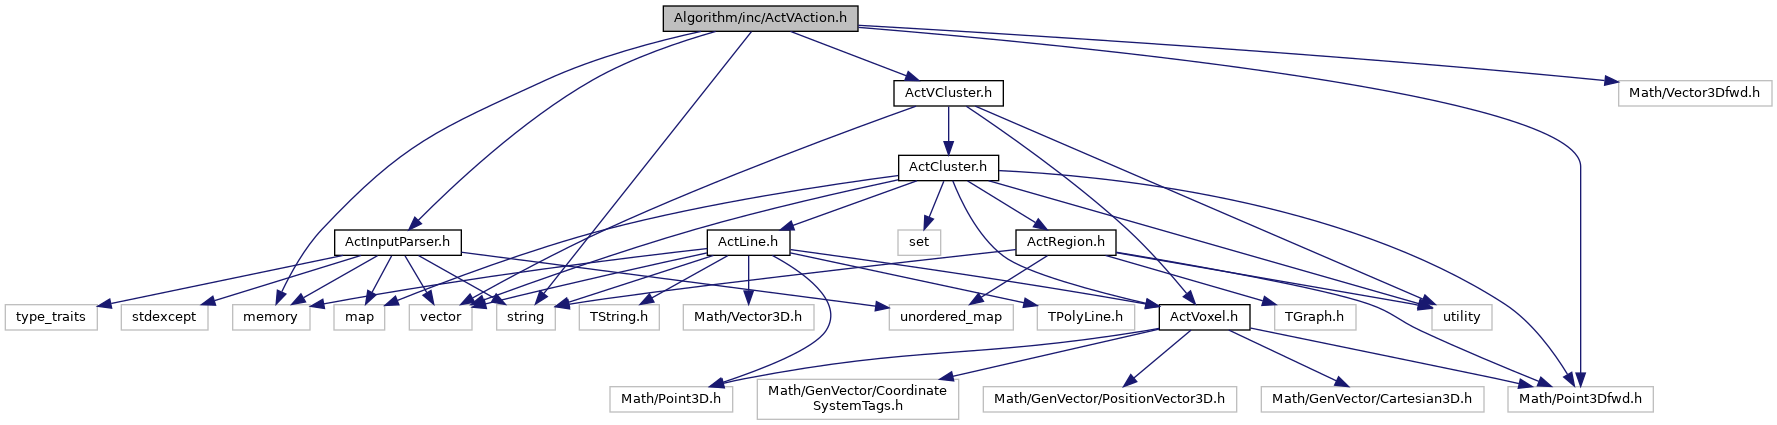 Algorithm/inc/ActVAction.h
ActVCluster.h
Math/Vector3Dfwd.h
ActCluster.h
ActInputParser.h
ActLine.h
set
ActRegion.h
type_traits
stdexcept
memory
map
vector
string
TString.h
Math/Vector3D.h
unordered_map
TPolyLine.h
ActVoxel.h
TGraph.h
utility
Math/Point3D.h
Math/GenVector/Coordinate
SystemTags.h
Math/GenVector/PositionVector3D.h
Math/GenVector/Cartesian3D.h
Math/Point3Dfwd.h